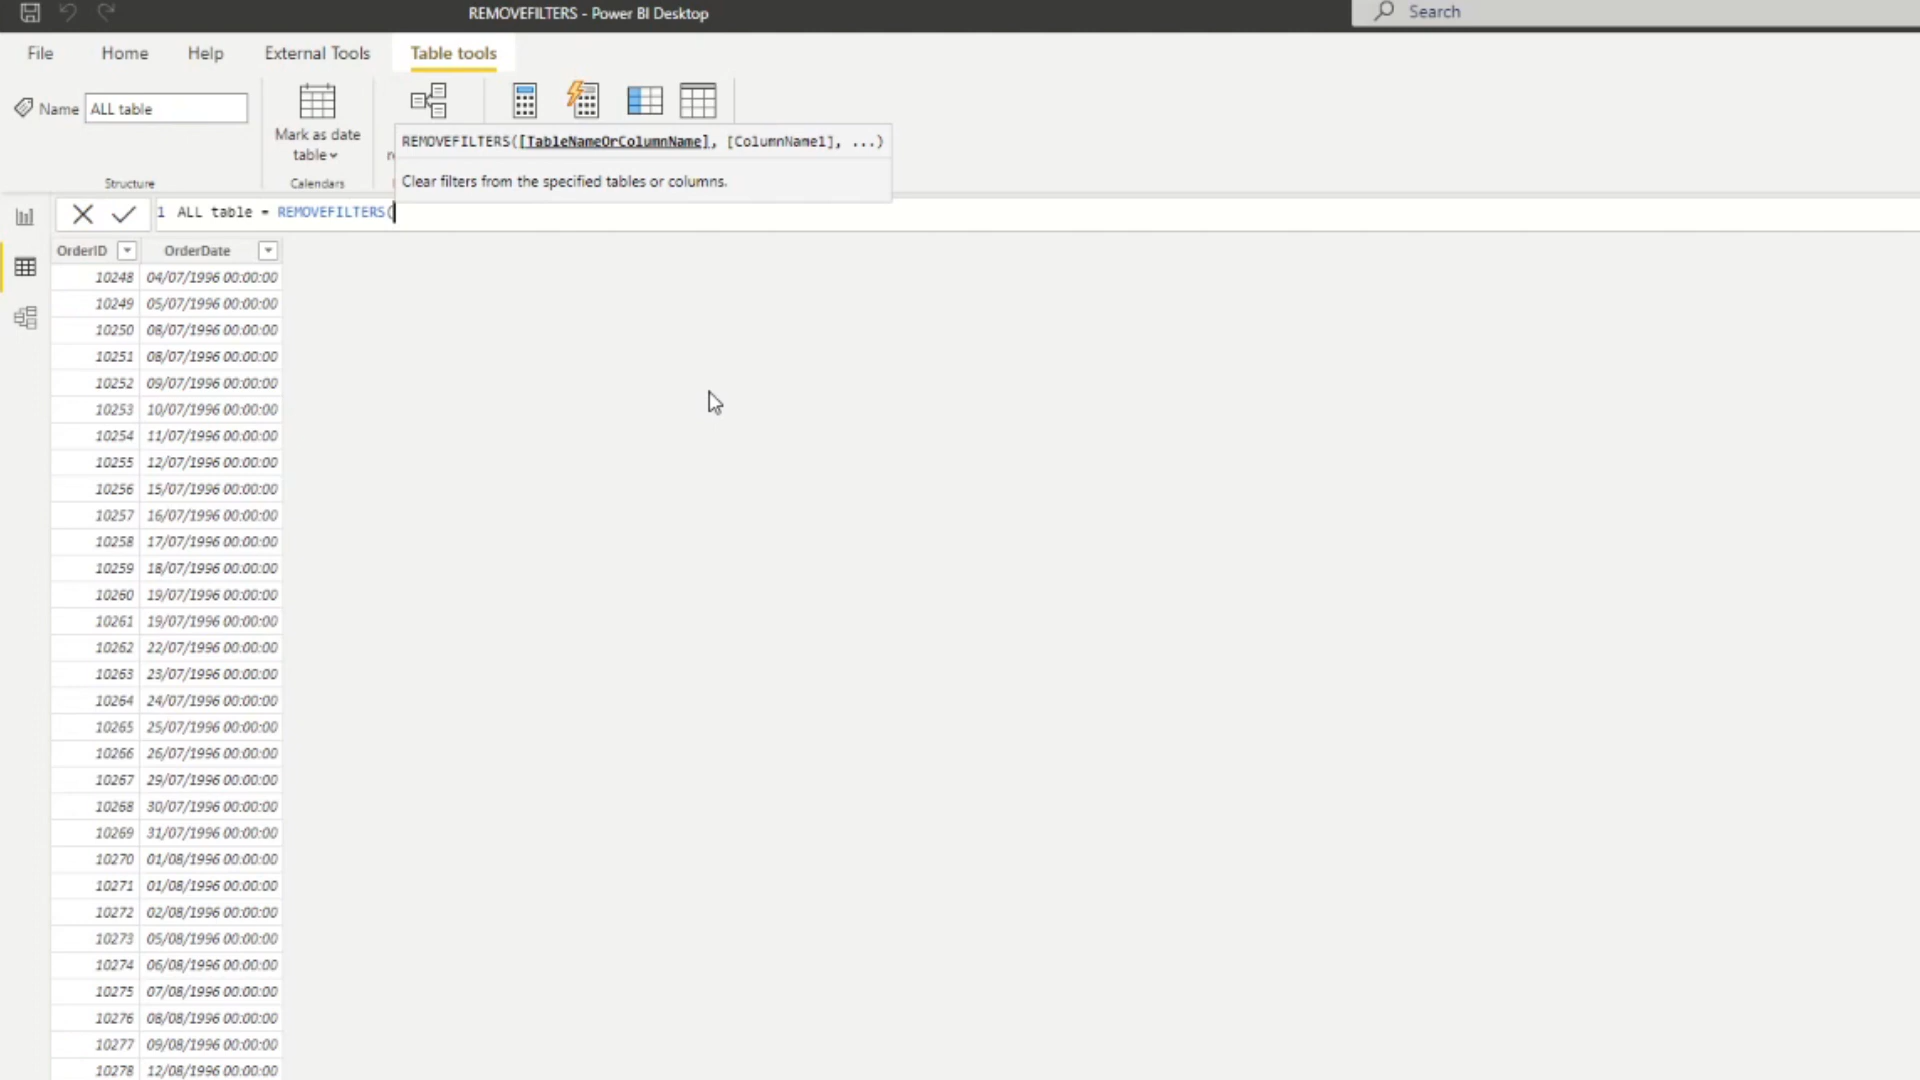 REMOVEFILTERS - Power BI Desktop
Search
File Home Help External Tools Table tools
Name ALL table
Mark as date
table
Structure
Calendars
REMOVEFILTERS([TableNameOrColumnName], [ColumnName1], ...)
Clear filters from the specified tables or columns.
1 ALL table = REMOVEFILTERS(
OrderID OrderDate
10248 04/07/1996 00:00:00
10249 05/07/1996 00:00:00
10250 08/07/1996 00:00:00
10251 08/07/1996 00:00:00
10252 09/07/1996 00:00:00
10253 10/07/1996 00:00:00
10254 11/07/1996 00:00:00
10255 12/07/1996 00:00:00
10256 15/07/1996 00:00:00
10257 16/07/1996 00:00:00
10258 17/07/1996 00:00:00
10259 18/07/1996 00:00:00
10260 19/07/1996 00:00:00
10261 19/07/1996 00:00:00
10262 22/07/1996 00:00:00
10263 23/07/1996 00:00:00
10264 24/07/1996 00:00:00
10265 25/07/1996 00:00:00
10266 26/07/1996 00:00:00
10267 29/07/1996 00:00:00
10268 30/07/1996 00:00:00
10269 31/07/1996 00:00:00
10270 01/08/1996 00:00:00
10271 01/08/1996 00:00:00
10272 02/08/1996 00:00:00
10273 05/08/1996 00:00:00
10274 06/08/1996 00:00:00
10275 07/08/1996 00:00:00
10276 08/08/1996 00:00:00
10277 09/08/1996 00:00:00
10278 12/08/1996 00:00:00